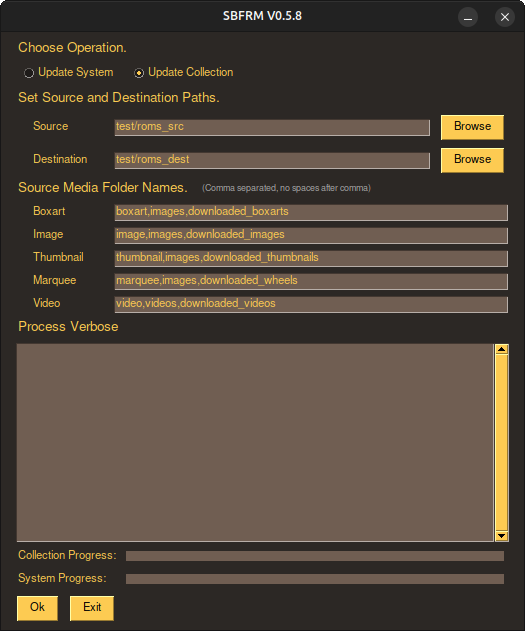 SBFRM V0.5.8
Choose Operation.
Update System Update Collection
Set Source and Destination Paths.
Source test/roms_src Browse
Destination test/roms_dest Browse
Source Media Folder Names. (Comma separated, no spaces after comma)
Boxart boxart,images,downloaded_boxarts
Image image,images,downloaded_images
Thumbnail thumbnail,images,downloaded_thumbnails
Marquee marquee,images,downloaded_wheels
Video video,videos,downloaded_videos
Process Verbose
Collection Progress:
System Progress:
Ok Exit